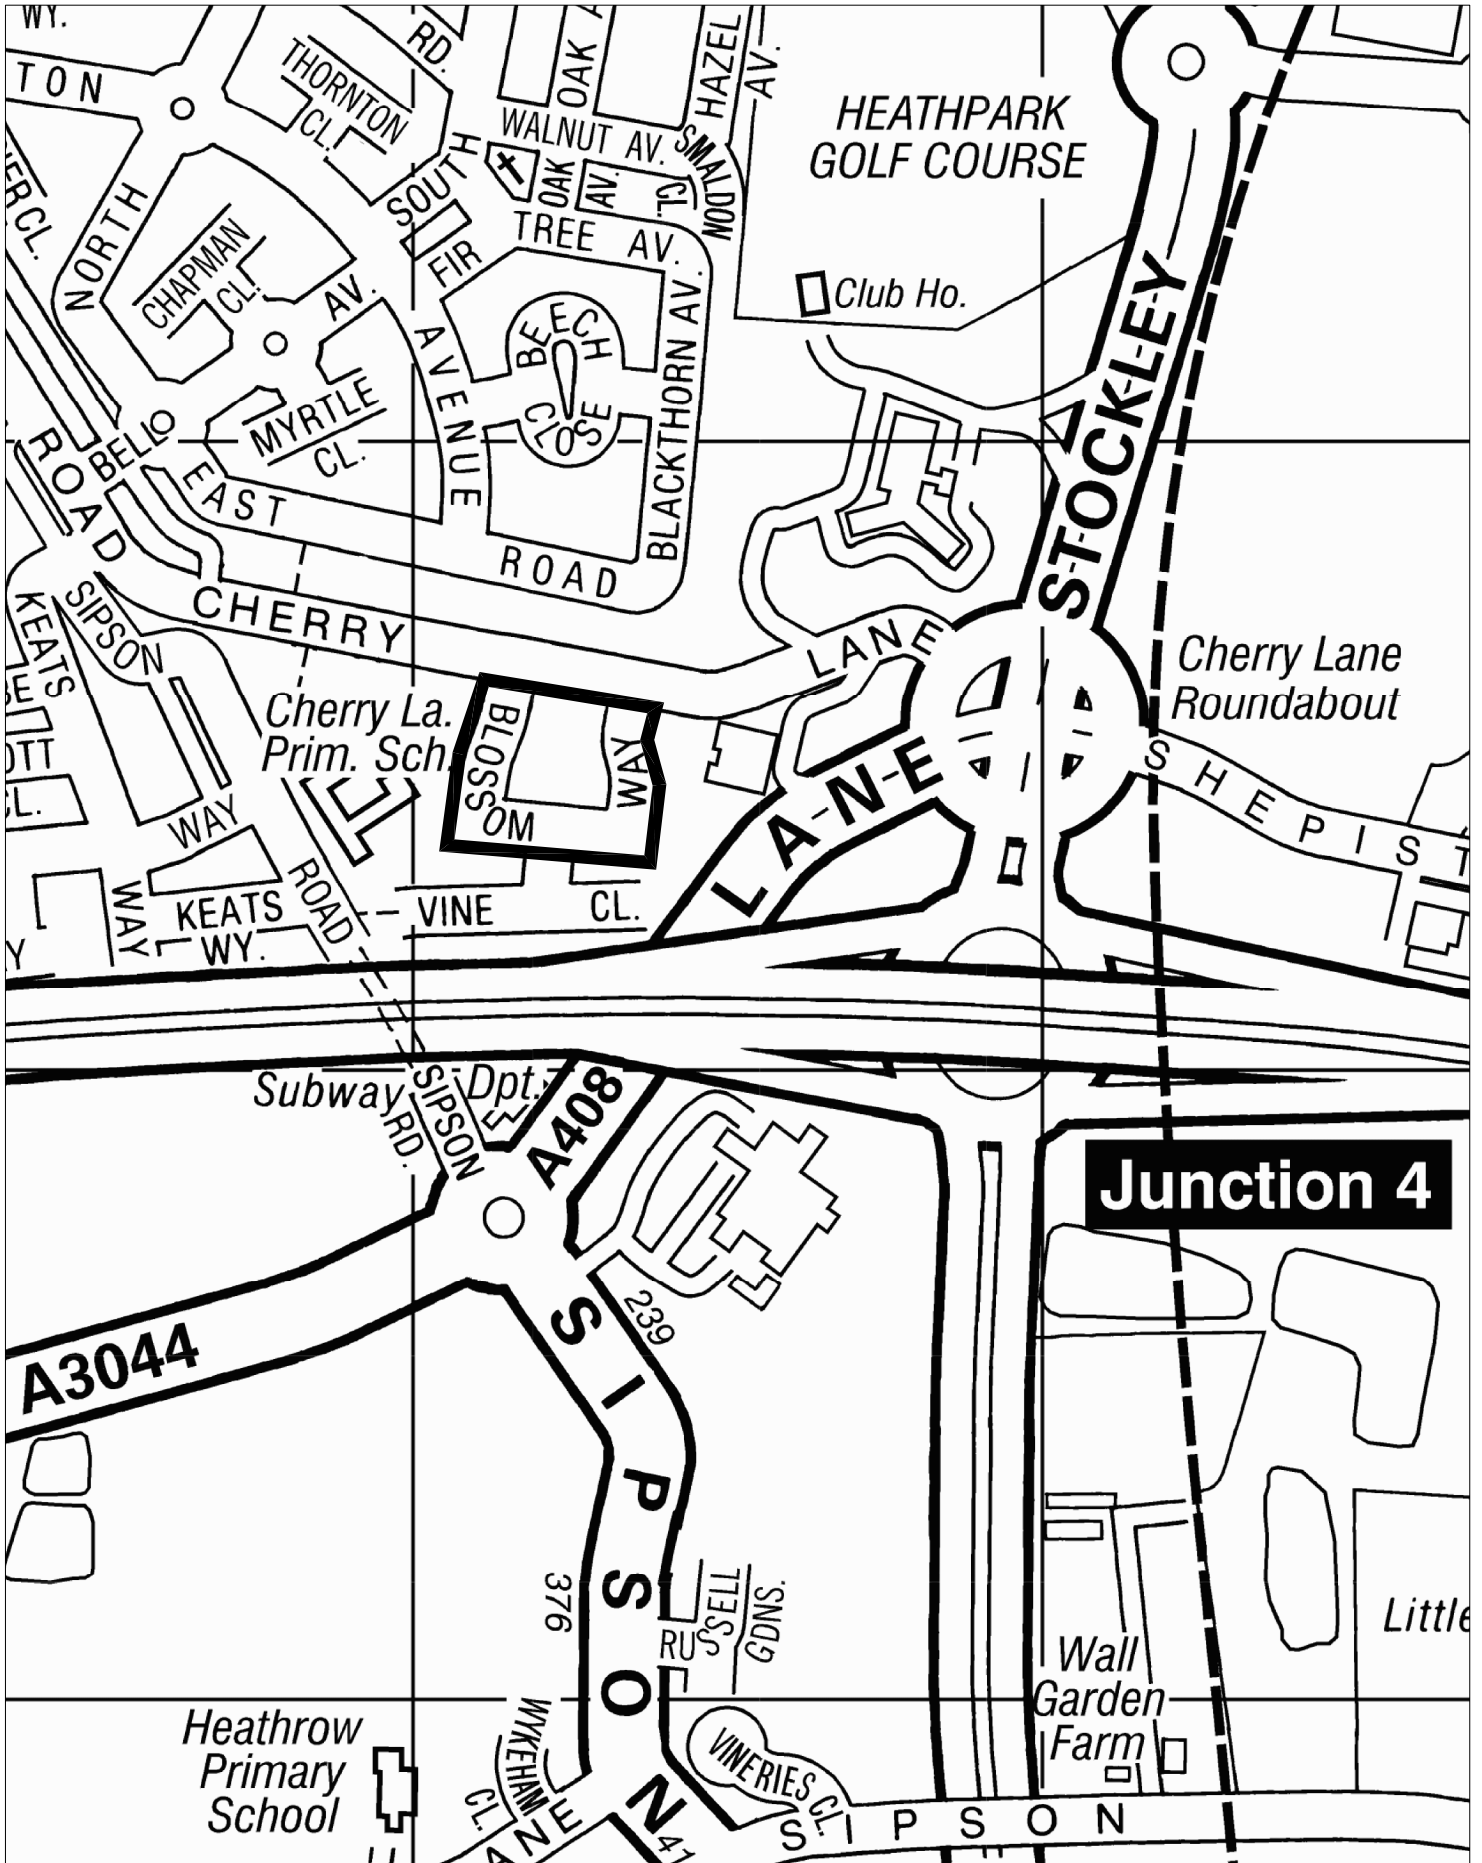 WY.
TON
RD.
THORNTON
CL.
OAK A
HAZEL
AV.
WALNUT AV.
SMALDON
CL.
HEATHPARK
GOLF COURSE
SOUTH
OAK
AV.
TREE AV.
FIR
NORTH
CHAPMAN
CL.
AV.
AVENUE
BEECH
CLOSE
BLACKTHORN AV.
Club Ho.
STOCKLEY
MYRTLE
CL.
BELL
ROAD
EAST
ROAD
CHERRY
LANE
SIPSON
KEATS
WAY
ROAD
KEATS
WY.
WAY
Cherry La.
Prim. Sch.
BLOSSOM
WAY
Cherry Lane
Roundabout
LANE
SHEPIST
VINE CL.
Subway
SIPSON
RD.
Dpt.
A408
Junction 4
A3044
SIPSON
239
376
RUSSELL
GDNS.
Little
Wall
Garden
Farm
Heathrow
Primary
School
WYKEHAM
CL.
VINERIES CL.
ANE
41
SIPSON